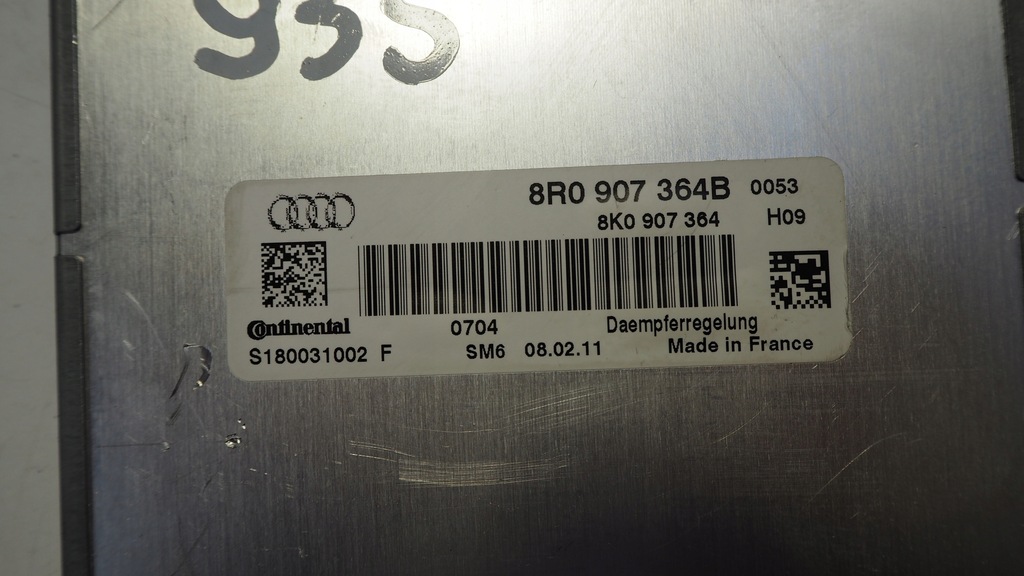 935
8R0 907 364B 0053
8K0 907 364 H09
Continental 0704 Daempferregelung
S180031002 F SM6 08.02.11 Made in France